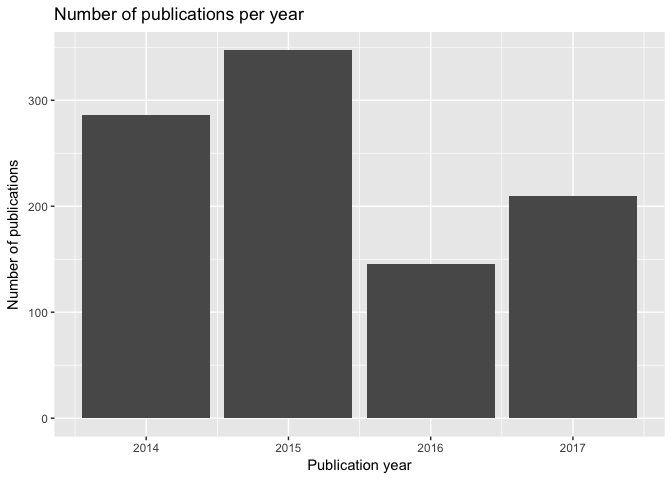 Number of publications per year
Number of publications
300
200
100
0
2014 2015 2016 2017
Publication year